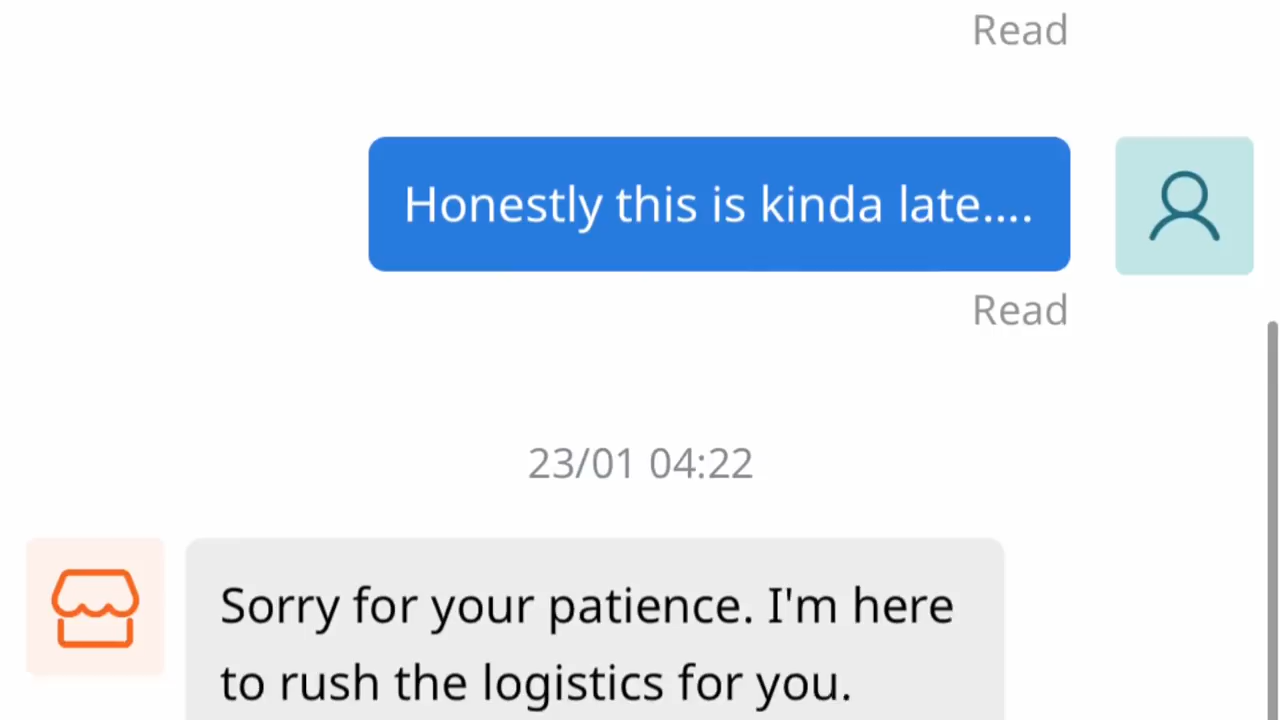 Read
Honestly this is kinda late....
Read
23/01 04:22
Sorry for your patience. I'm here
to rush the logistics for you.